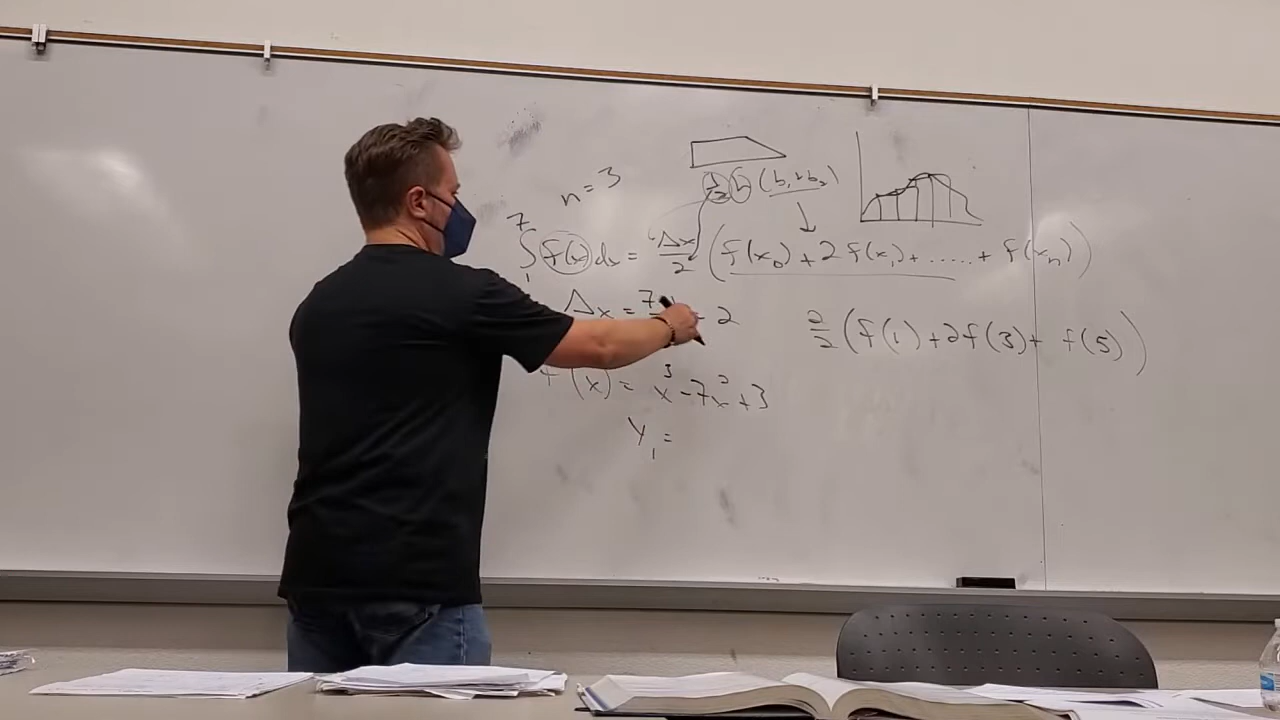 n=3
½ h (b₁+b₂)
∫₁⁷ f(x) dx = Δx/2 (f(x₀) + 2f(x₁) + ...... + f(xₙ))
Δx = 7 2
2/2 (f(1) + 2f(3) + f(5))
f(x) = x³ - 7x² + 3
y₁ =